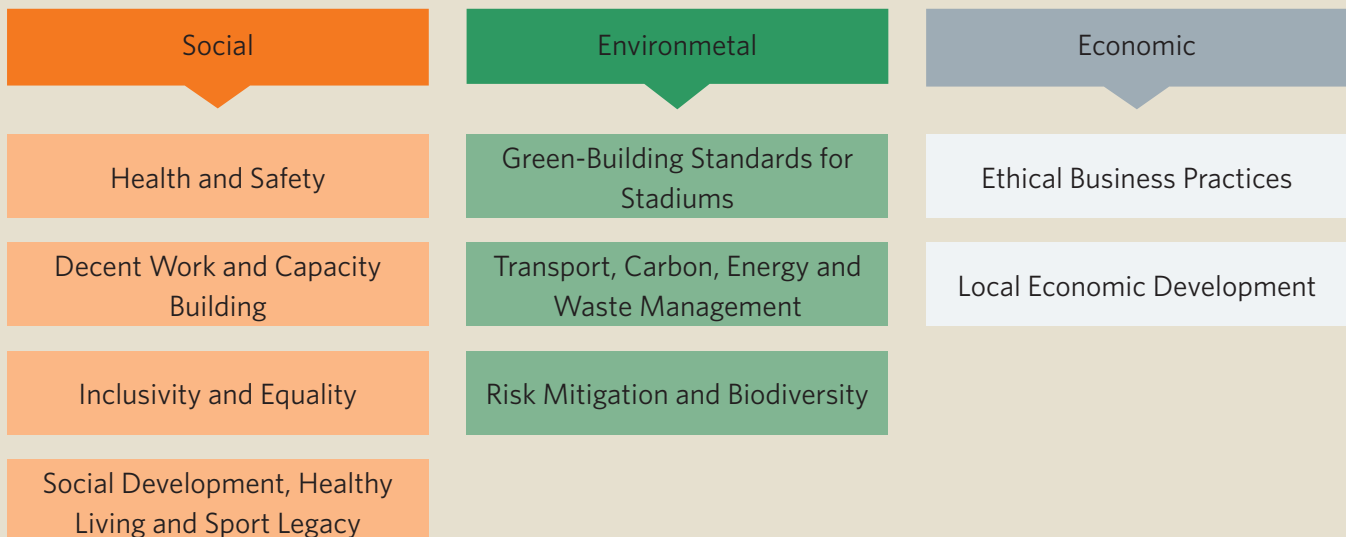 Social
Health and Safety
Decent Work and Capacity
Building
Inclusivity and Equality
Social Development, Healthy
Living and Sport Legacy
Environmetal
Green-Building Standards for
Stadiums
Transport, Carbon, Energy and
Waste Management
Risk Mitigation and Biodiversity
Economic
Ethical Business Practices
Local Economic Development